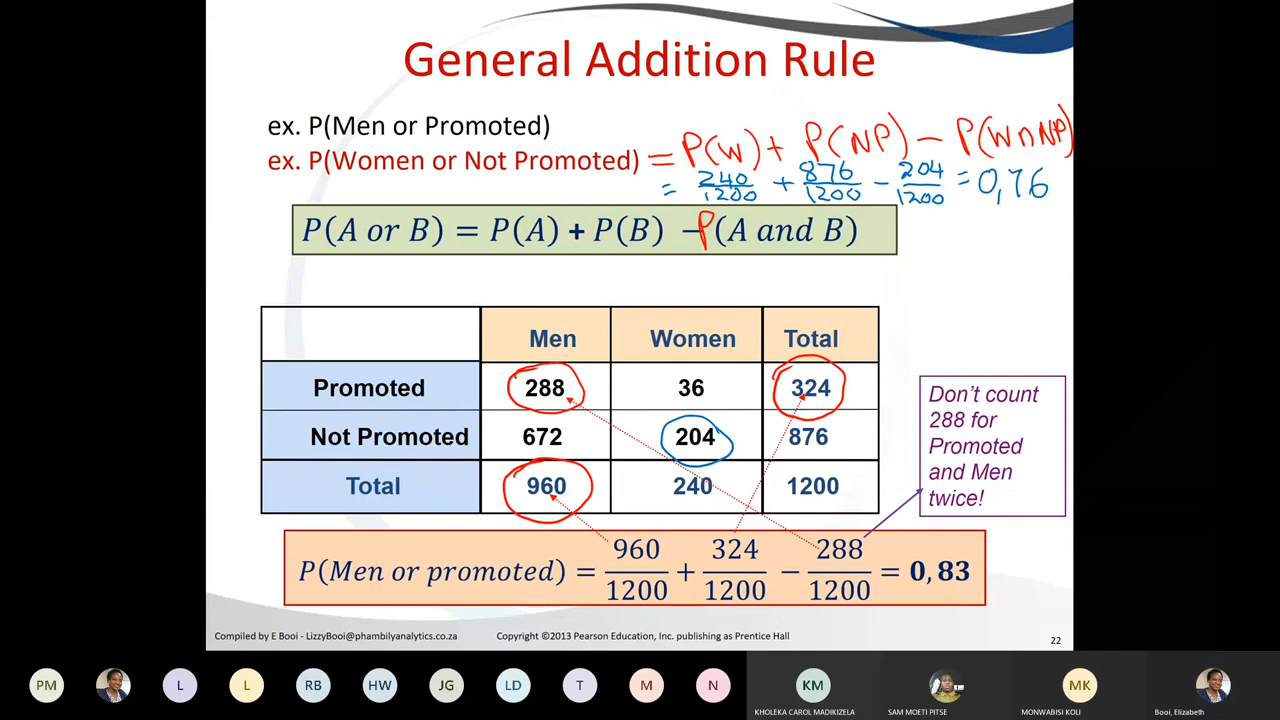 General Addition Rule
ex. P(Men or Promoted)
ex. P(Women or Not Promoted) = P(W) + P(NP) - P(W∩NP)
= 240/1200 + 876/1200 - 204/1200 = 0,76
P(A or B) = P(A) + P(B) - P(A and B)
Men Women Total
Promoted 288 36 324
Not Promoted 672 204 876
Total 960 240 1200
Don't count
288 for
Promoted
and Men
twice!
P(Men or promoted) = 960/1200 + 324/1200 - 288/1200 = 0,83
Compiled by E Booi - LizzyBooi@phambilyanalytics.co.za Copyright ©2013 Pearson Education, Inc. publishing as Prentice Hall 22
PM L L RB HW JG LD T M N KM MK
KHOLEKA CAROL MADIKIZELA SAM MOETI PITSE MONWABISI KOLI Booi, Elizabeth